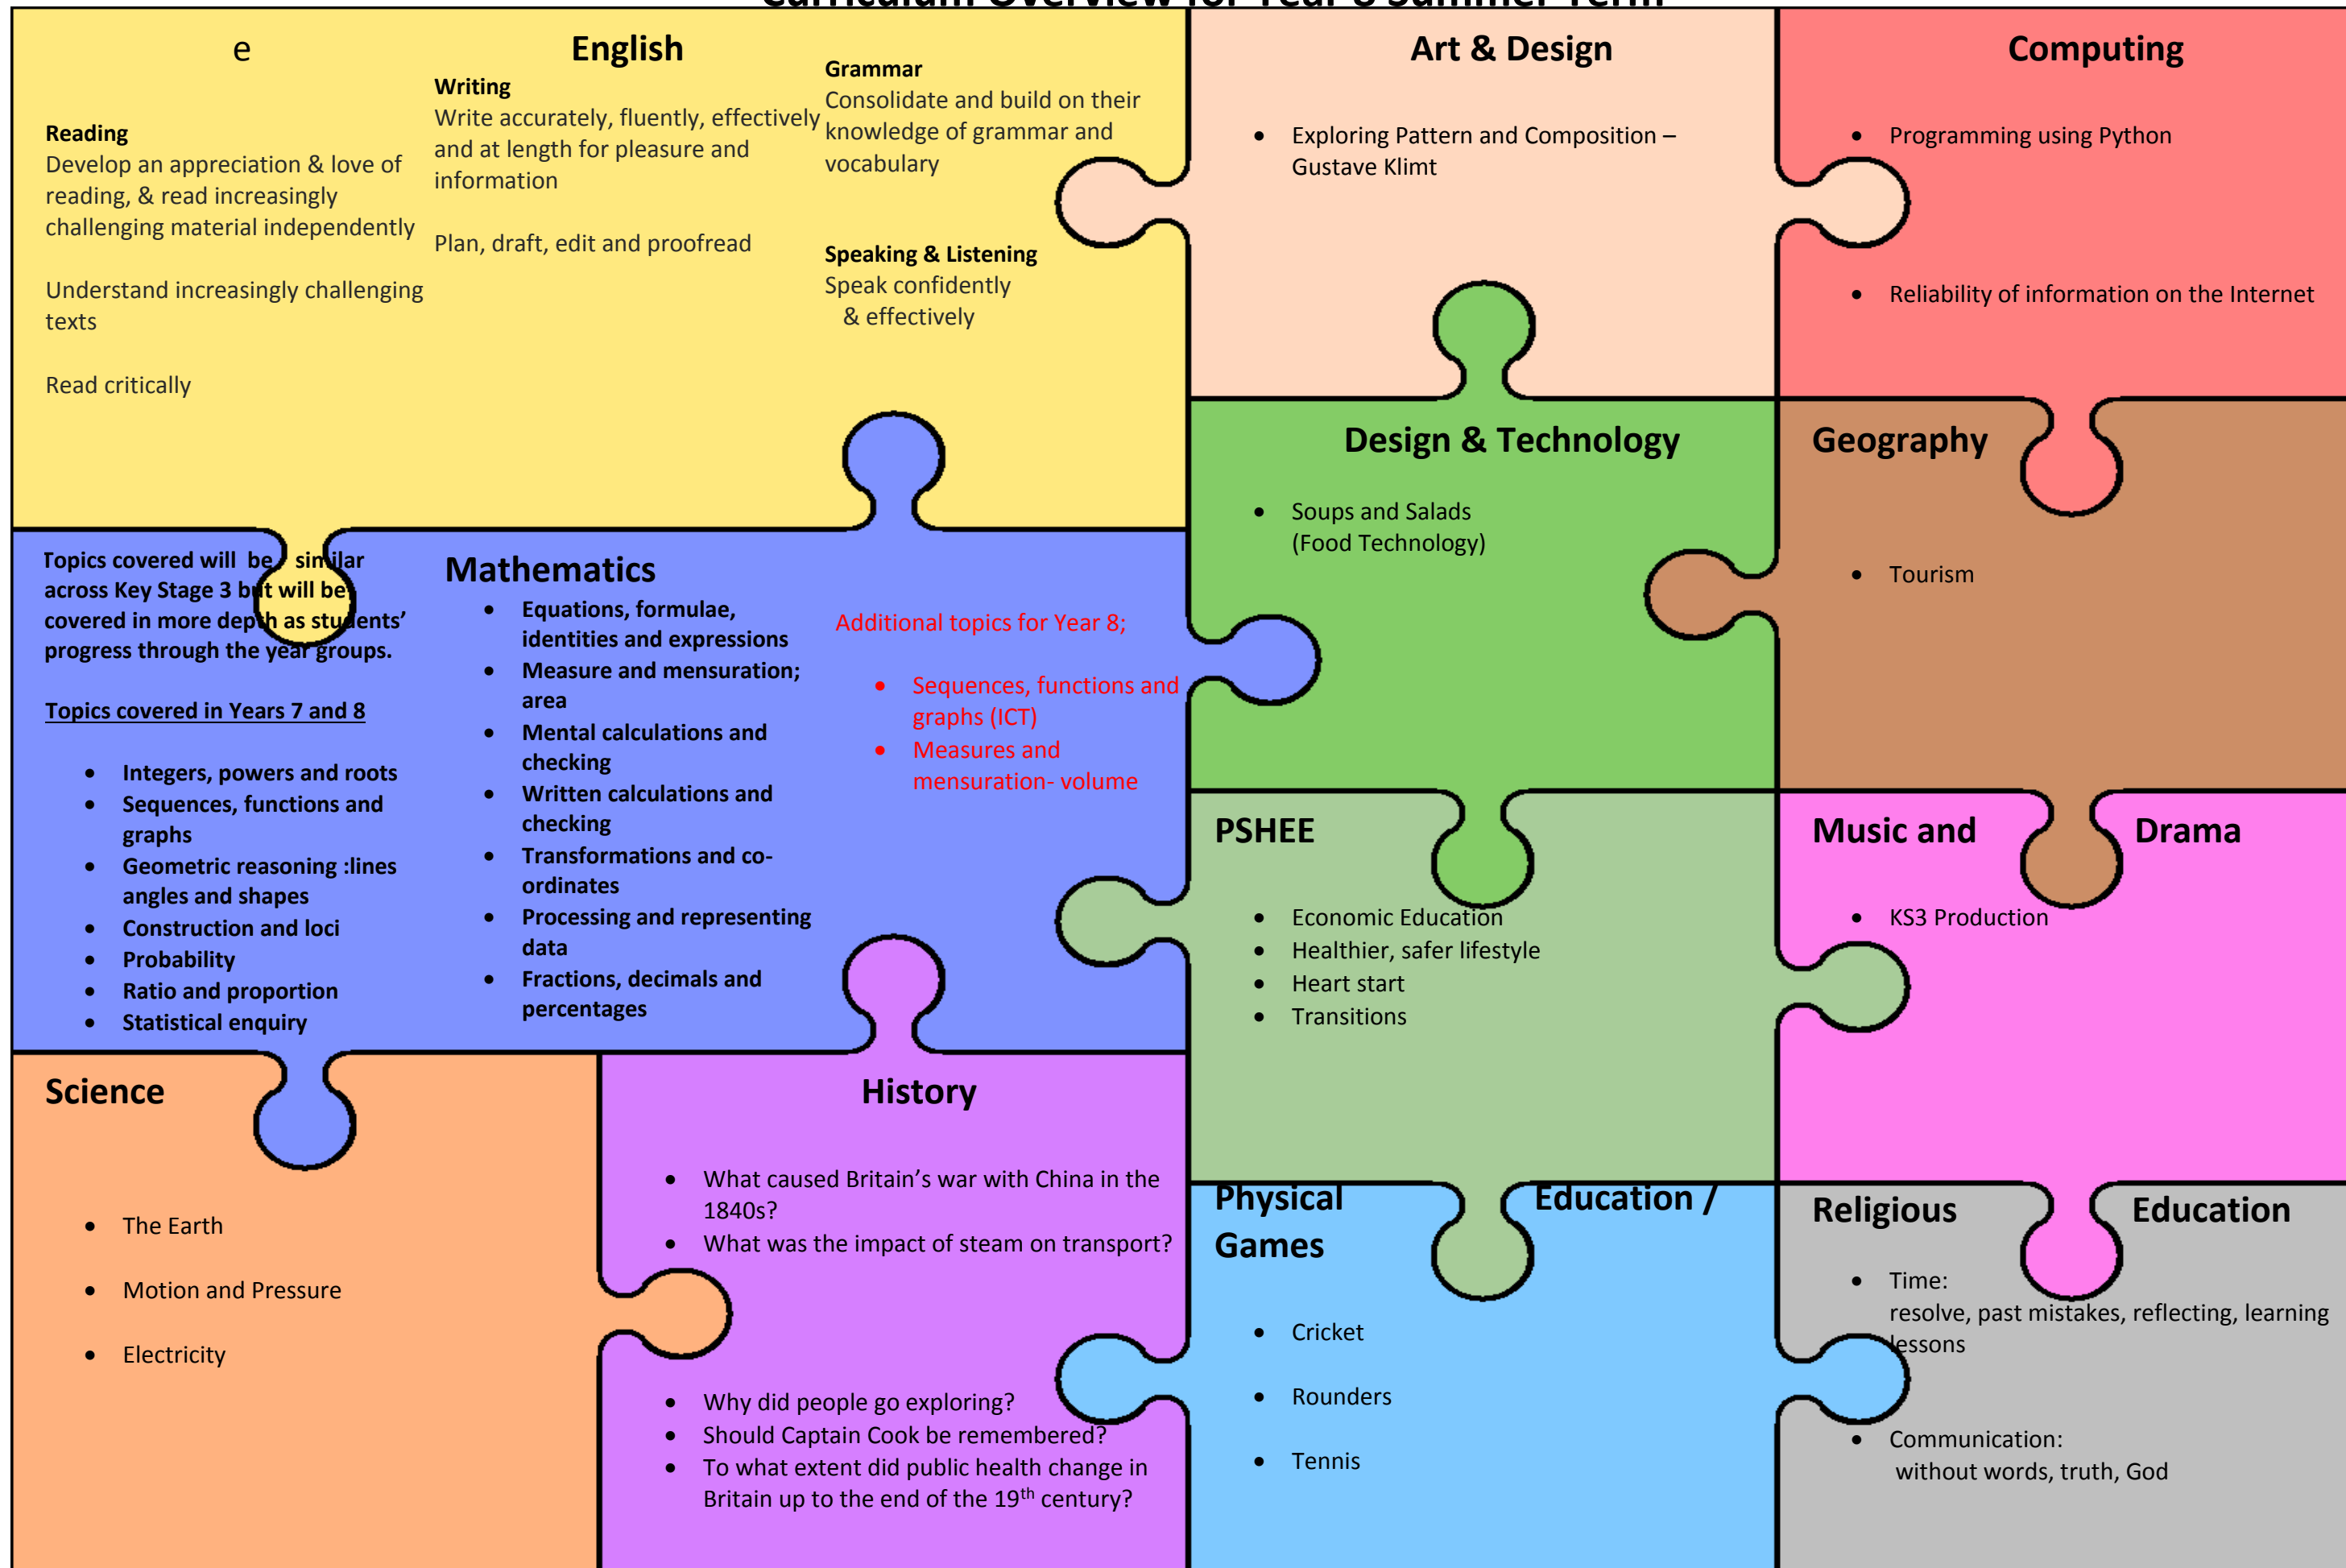 Curriculum Overview for Year 8 Summer Term
e
English
Reading
Develop an appreciation & love of
reading, & read increasingly
challenging material independently
Understand increasingly challenging
texts
Read critically
Writing
Write accurately, fluently, effectively
and at length for pleasure and
information
Plan, draft, edit and proofread
Grammar
Consolidate and build on their
knowledge of grammar and
vocabulary
Speaking & Listening
Speak confidently
& effectively
Art & Design
• Exploring Pattern and Composition –
Gustave Klimt
Computing
• Programming using Python
• Reliability of information on the Internet
Design & Technology
• Soups and Salads
(Food Technology)
Geography
• Tourism
Topics covered will be similar
across Key Stage 3 but will be
covered in more depth as students’
progress through the year groups.
Topics covered in Years 7 and 8
• Integers, powers and roots
• Sequences, functions and
graphs
• Geometric reasoning :lines
angles and shapes
• Construction and loci
• Probability
• Ratio and proportion
• Statistical enquiry
Mathematics
• Equations, formulae,
identities and expressions
• Measure and mensuration;
area
• Mental calculations and
checking
• Written calculations and
checking
• Transformations and co-
ordinates
• Processing and representing
data
• Fractions, decimals and
percentages
Additional topics for Year 8;
• Sequences, functions and
graphs (ICT)
• Measures and
mensuration- volume
PSHEE
• Economic Education
• Healthier, safer lifestyle
• Heart start
• Transitions
Music and Drama
• KS3 Production
Science
• The Earth
• Motion and Pressure
• Electricity
History
• What caused Britain’s war with China in the
1840s?
• What was the impact of steam on transport?
• Why did people go exploring?
• Should Captain Cook be remembered?
• To what extent did public health change in
Britain up to the end of the 19th century?
Physical Education /
Games
• Cricket
• Rounders
• Tennis
Religious Education
• Time:
resolve, past mistakes, reflecting, learning
lessons
• Communication:
without words, truth, God